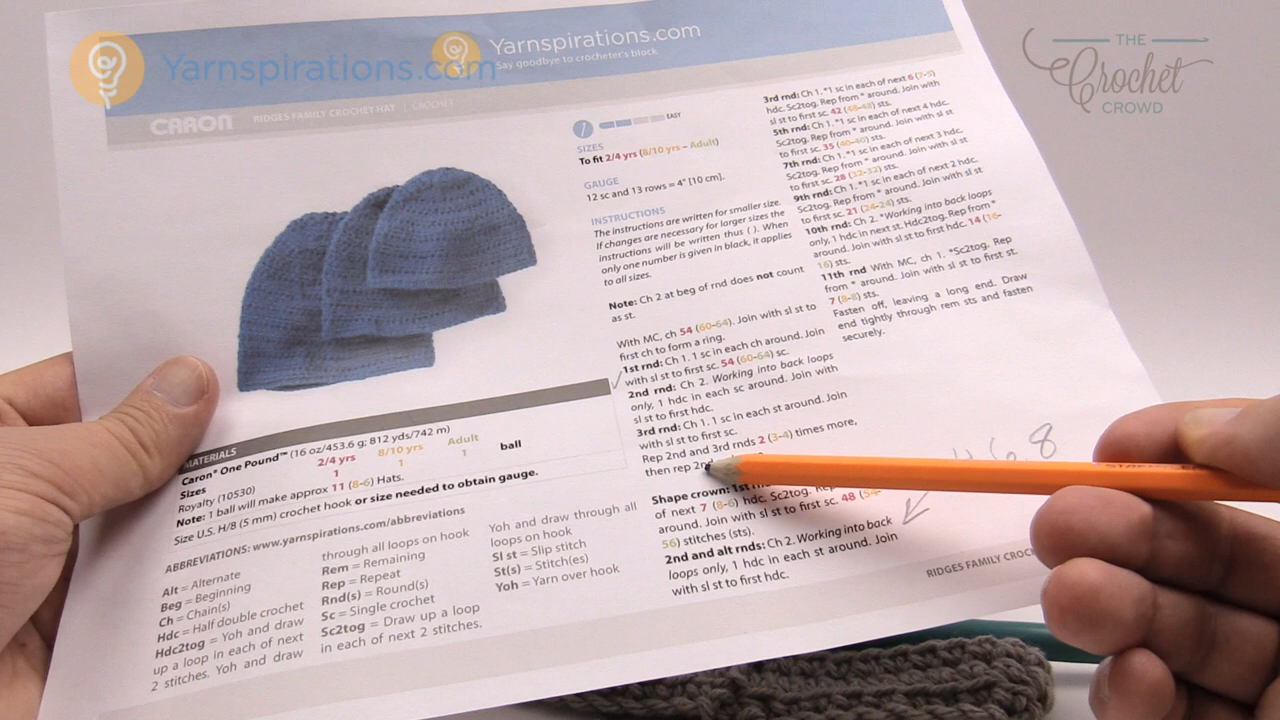 Yarnspirations.com
Yarnspirations.com
Say goodbye to crocheter's block
THE
Crochet
CROWD
CARON
RIDGES FAMILY CROCHET-HAT | CROCHET
EASY
SIZES
To fit 2/4 yrs (8/10 yrs – Adult)
GAUGE
12 sc and 13 rows = 4" [10 cm].
INSTRUCTIONS
The instructions are written for smaller size.
If changes are necessary for larger sizes the
instructions will be written thus ( ). When
only one number is given in black, it applies
to all sizes.
Note: Ch 2 at beg of rnd does not count
as st.
With MC, ch 54 (60-64). Join with sl st to
first ch to form a ring.
1st rnd: Ch 1. 1 sc in each ch around. Join
with sl st to first sc. 54 (60-64) sc.
2nd rnd: Ch 2. Working into back loops
only, 1 hdc in each sc around. Join with
sl st to first hdc.
3rd rnd: Ch 1. 1 sc in each st around. Join
with sl st to first sc.
Rep 2nd and 3rd rnds 2 (3-4) times more,
then rep 2nd
Shape crown: 1st
of next 7 (8-6) hdc. Sc2tog. Rep
around. Join with sl st to first sc. 48 (54-
56) stitches (sts).
2nd and alt rnds: Ch 2. Working into back
loops only, 1 hdc in each st around. Join
with sl st to first hdc.
3rd rnd: Ch 1. *1 sc in each of next 6 (7-5)
hdc. Sc2tog. Rep from * around. Join with
sl st to first sc. 42 (48-48) sts.
5th rnd: Ch 1. *1 sc in each of next 4 hdc.
Sc2tog. Rep from * around. Join with sl st
to first sc. 35 (40-40) sts.
7th rnd: Ch 1. *1 sc in each of next 3 hdc.
Sc2tog. Rep from * around. Join with sl st
to first sc. 28 (32-32) sts.
9th rnd: Ch 1. *1 sc in each of next 2 hdc.
Sc2tog. Rep from * around. Join with sl st
to first sc. 21 (24-24) sts.
10th rnd: Ch 2. *Working into back loops
only, 1 hdc in next st. Hdc2tog. Rep from *
around. Join with sl st to first hdc. 14 (16-
16) sts.
11th rnd With MC, ch 1. *Sc2tog. Rep
from * around. Join with sl st to first st.
7 (8-8) sts.
Fasten off, leaving a long end. Draw
end tightly through rem sts and fasten
securely.
6.8
MATERIALS
Caron® One Pound™ (16 oz/453.6 g; 812 yds/742 m)
Sizes 2/4 yrs 8/10 yrs Adult
Royalty (10530) 1 1 1 ball
Note: 1 ball will make approx 11 (8-6) Hats.
Size U.S. H/8 (5 mm) crochet hook or size needed to obtain gauge.
ABBREVIATIONS: www.yarnspirations.com/abbreviations
Alt = Alternate
Beg = Beginning
Ch = Chain(s)
Hdc = Half double crochet
Hdc2tog = Yoh and draw
up a loop in each of next
2 stitches. Yoh and draw
through all loops on hook
Rem = Remaining
Rep = Repeat
Rnd(s) = Round(s)
Sc = Single crochet
Sc2tog = Draw up a loop
in each of next 2 stitches.
Yoh and draw through all
loops on hook
Sl st = Slip stitch
St(s) = Stitch(es)
Yoh = Yarn over hook
RIDGES FAMILY CROC